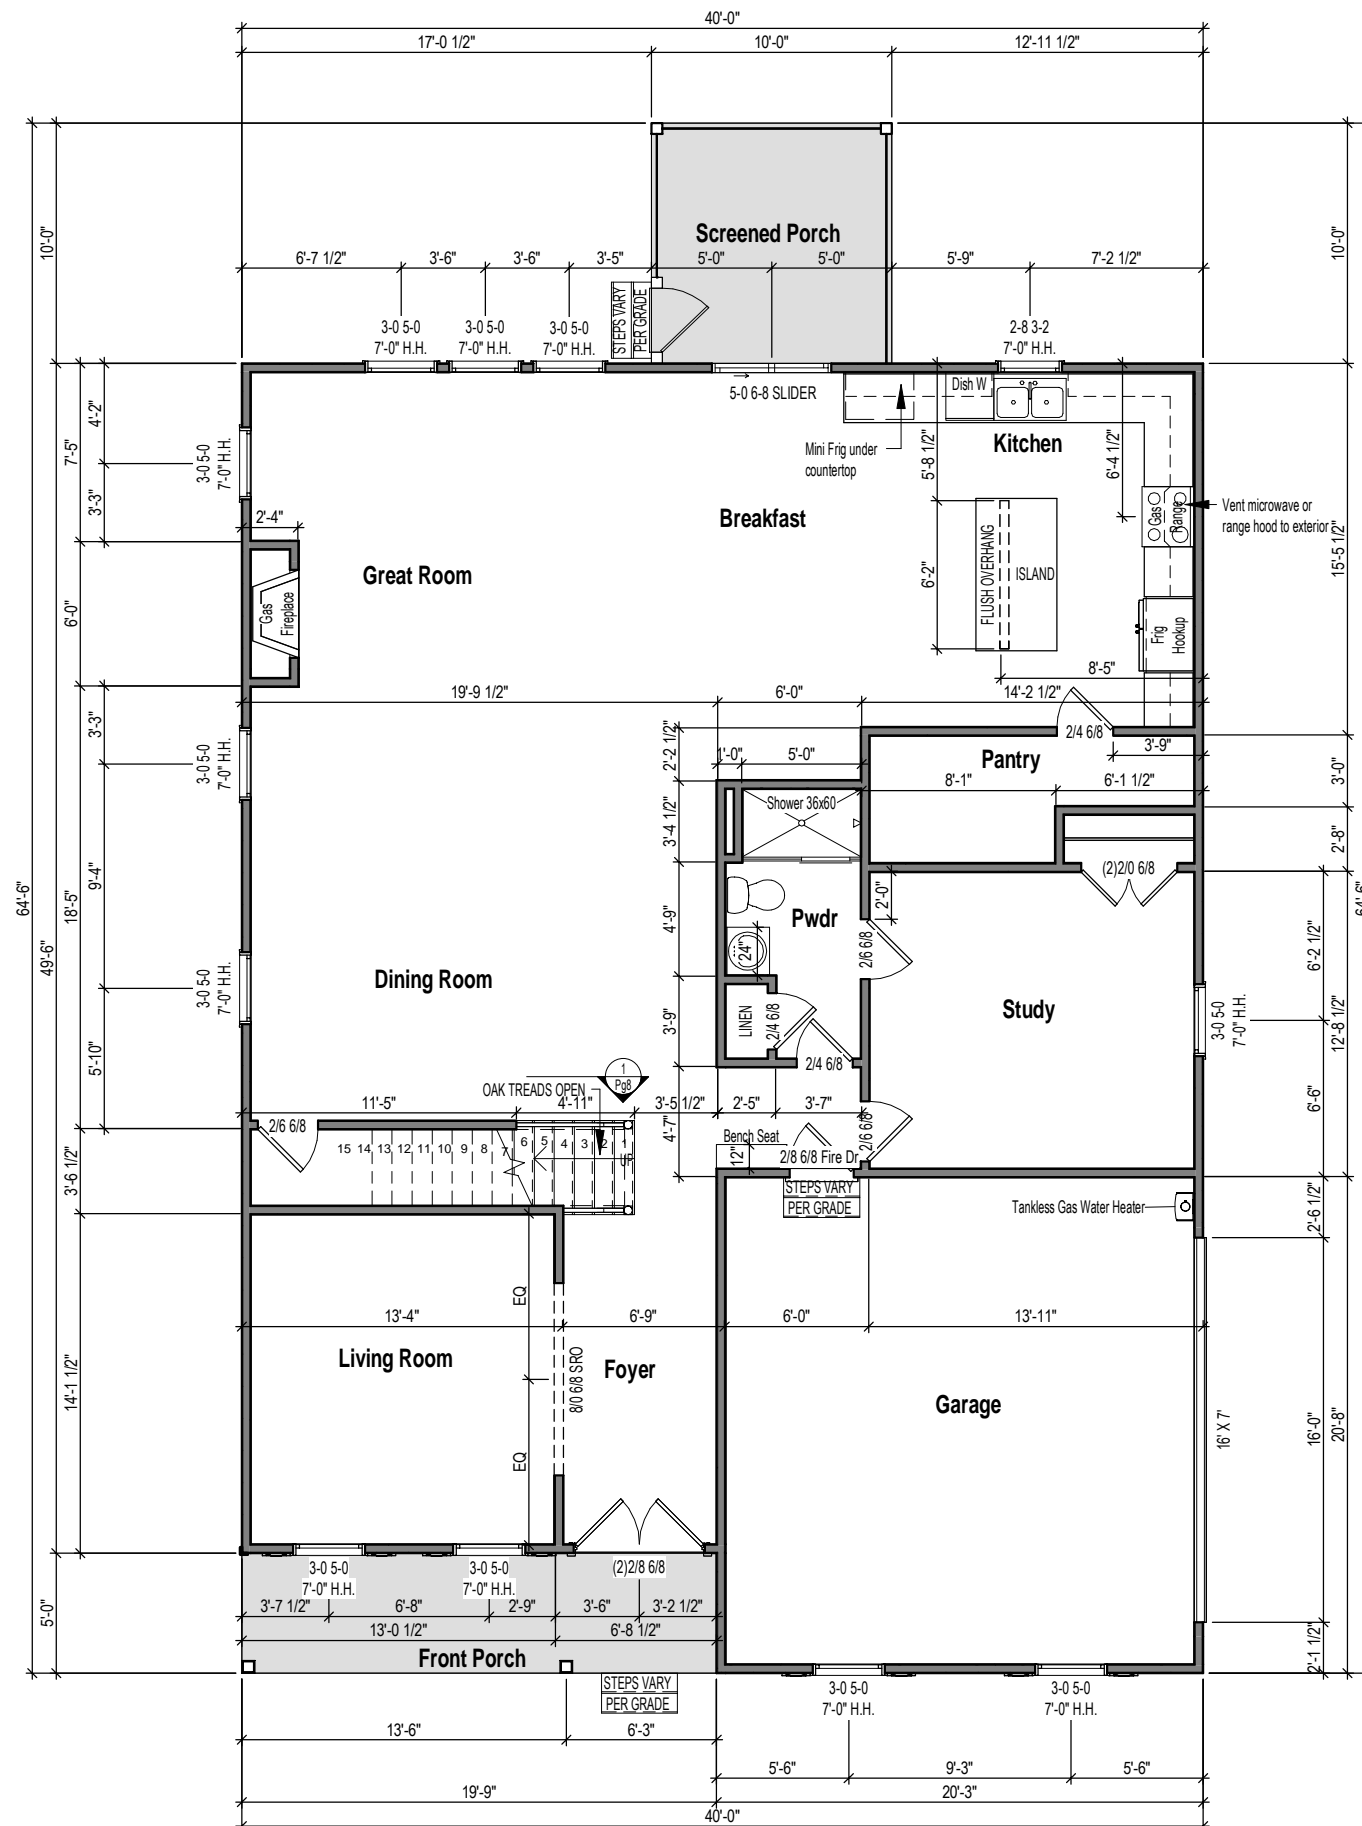 40'-0"
17'-0 1/2"
10'-0"
12'-11 1/2"
Screened Porch
6'-7 1/2"
3'-6"
3'-6"
3'-5"
5'-0"
5'-0"
5'-9"
7'-2 1/2"
10'-0"
10'-0"
STEPS VARY
PER GRADE
3-0 5-0
7'-0" H.H.
3-0 5-0
7'-0" H.H.
3-0 5-0
7'-0" H.H.
2-8 3-2
7'-0" H.H.
5-0 6-8 SLIDER
Dish W
Kitchen
Mini Frig under
countertop
4'-2"
7'-5"
3'-3"
3-0 5-0
7'-0" H.H.
5'-8 1/2"
6'-4 1/2"
2'-4"
Breakfast
Gas
Range
Vent microwave or
range hood to exterior
15'-5 1/2"
Great Room
Gas
Fireplace
6'-0"
6'-2"
FLUSH OVERHANG
ISLAND
Frig
Hookup
8'-5"
19'-9 1/2"
6'-0"
14'-2 1/2"
3'-3"
3-0 5-0
7'-0" H.H.
2'-2 1/2"
1'-0"
5'-0"
2/4 6/8
3'-9"
Pantry
8'-1"
6'-1 1/2"
3'-0"
Shower 36x60
3'-4 1/2"
2'-8"
(2)2/0 6/8
64'-6"
49'-6"
18'-5"
9'-4"
2'-0"
4'-9"
Pwdr
24"
2/6 6/8
6'-2 1/2"
64'-6"
Dining Room
3-0 5-0
7'-0" H.H.
LINEN
2/4 6/8
3'-9"
2/4 6/8
Study
3-0 5-0
7'-0" H.H.
12'-8 1/2"
5'-10"
1
Pg8
OAK TREADS OPEN
11'-5"
4'-11"
3'-5 1/2"
2'-5"
3'-7"
6'-6"
2/6 6/8
4'-7"
Bench Seat
12"
2/8 6/8 Fire Dr
2/6 6/8
15 14 13 12 11 10 9 8 7 6 5 4 3 2 1
UP
3'-6 1/2"
STEPS VARY
PER GRADE
Tankless Gas Water Heater
2'-6 1/2"
EQ
13'-4"
6'-9"
6'-0"
13'-11"
Living Room
8/0 6/8 SRO
Foyer
14'-1 1/2"
Garage
16' X 7'
16'-0"
20'-8"
EQ
3-0 5-0
7'-0" H.H.
3-0 5-0
7'-0" H.H.
(2)2/8 6/8
5'-0"
3'-7 1/2"
6'-8"
2'-9"
3'-6"
3'-2 1/2"
13'-0 1/2"
6'-8 1/2"
Front Porch
2'-1 1/2"
STEPS VARY
PER GRADE
3-0 5-0
7'-0" H.H.
3-0 5-0
7'-0" H.H.
13'-6"
6'-3"
5'-6"
9'-3"
5'-6"
19'-9"
20'-3"
40'-0"